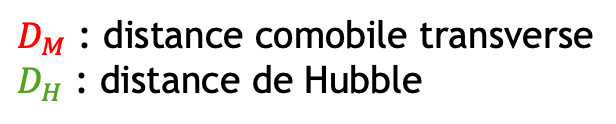 D_M : distance comobile transverse
D_H : distance de Hubble